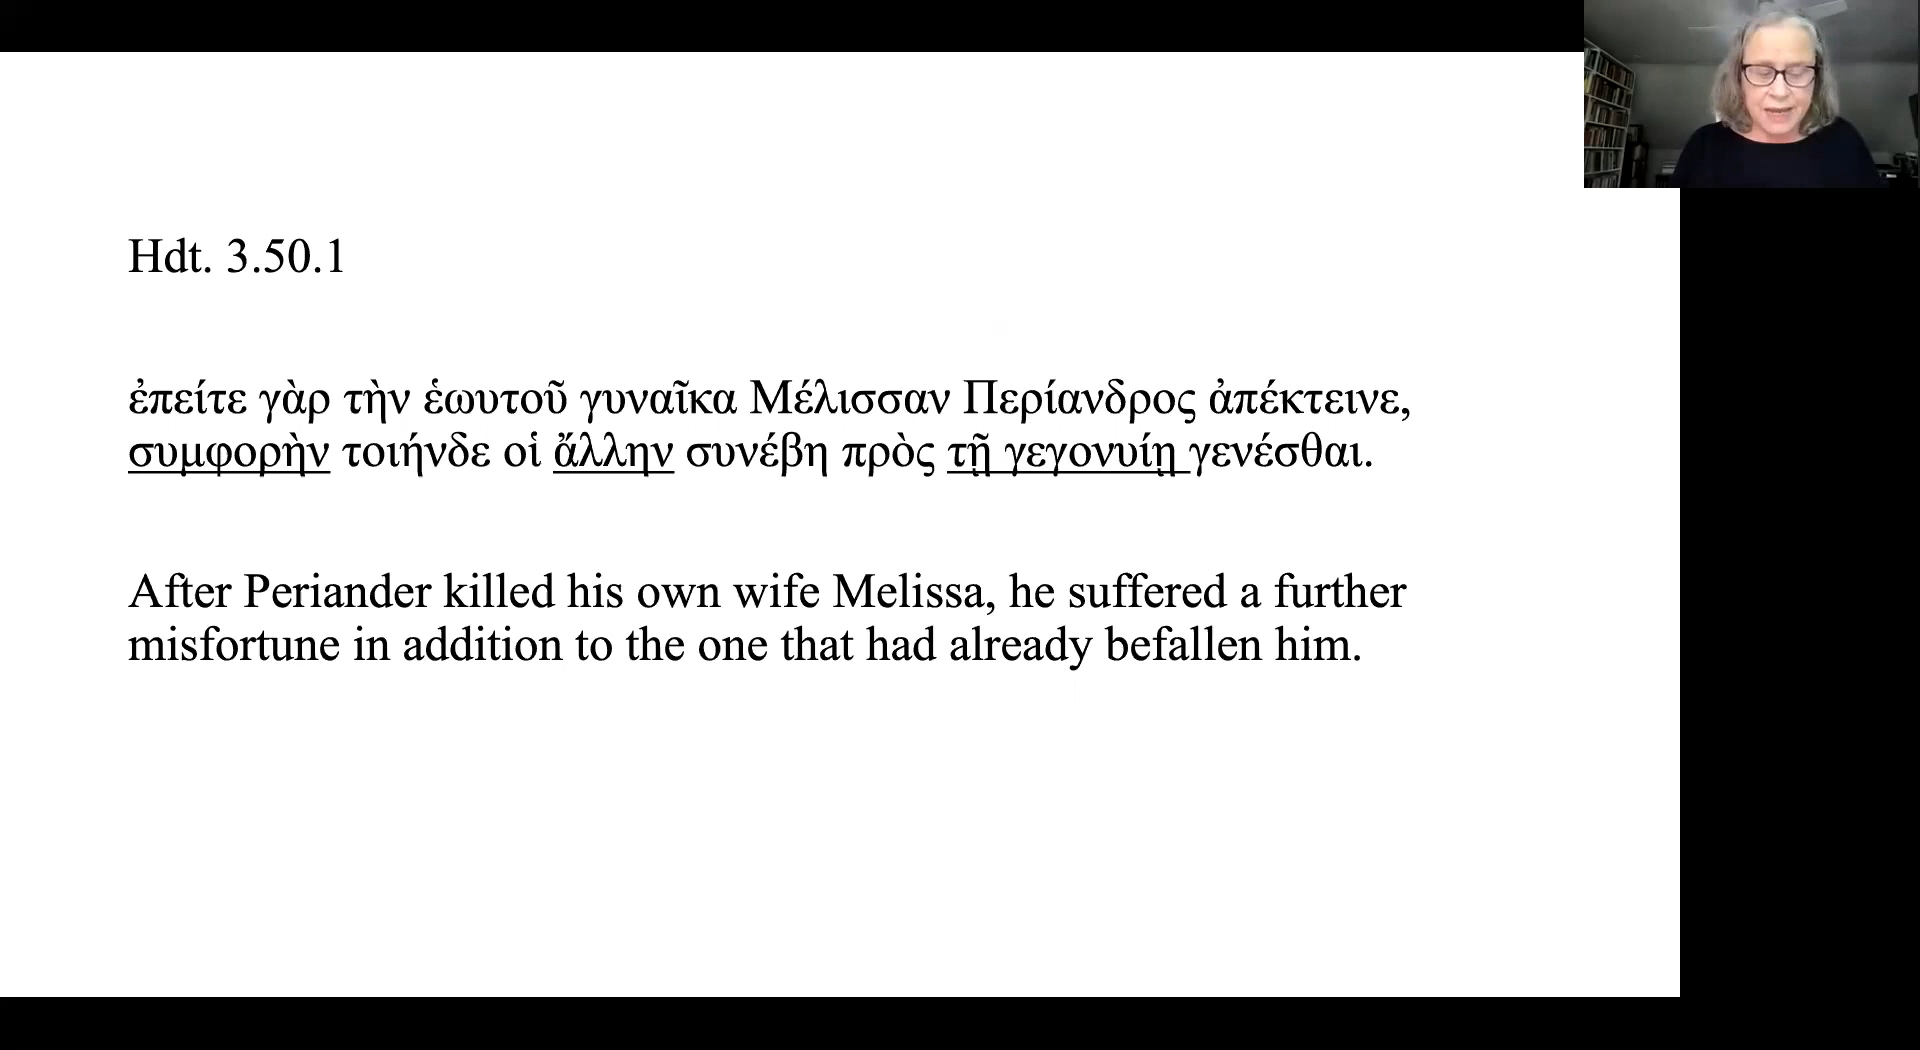 Hdt. 3.50.1
ἐπείτε γὰρ τὴν ἑωυτοῦ γυναῖκα Μέλισσαν Περίανδρος ἀπέκτεινε,
συμφορὴν τοιήνδε οἱ ἄλλην συνέβη πρὸς τῇ γεγονυίῃ γενέσθαι.
After Periander killed his own wife Melissa, he suffered a further
misfortune in addition to the one that had already befallen him.